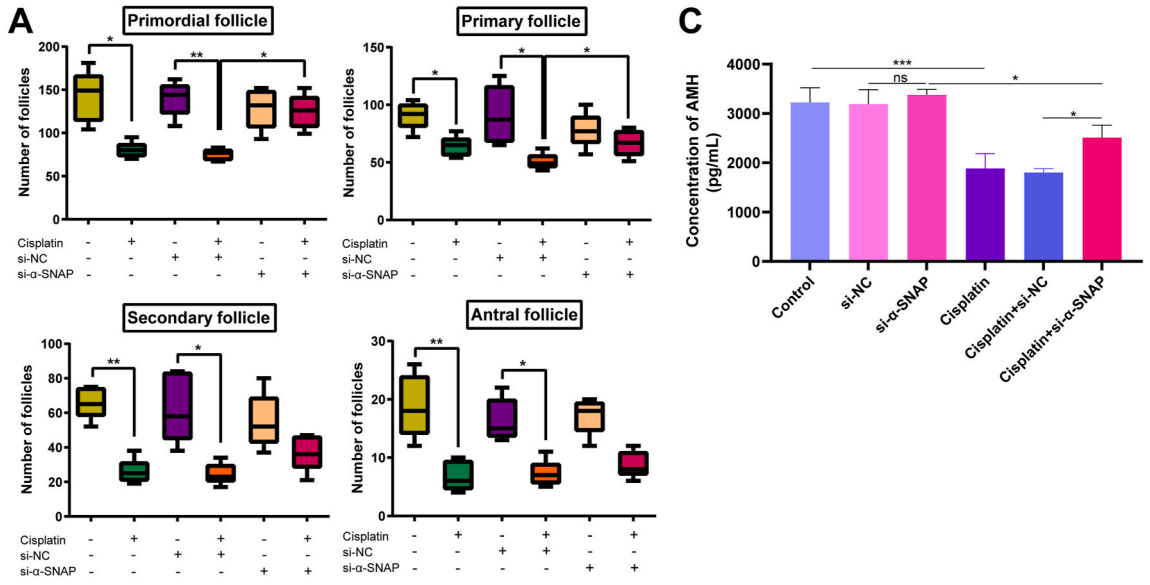 A
Primordial follicle
* ** *
Number of follicles
200
150
100
50
0
Cisplatin - + - + - +
si-NC - - + + - -
si-α-SNAP - - - - + +
Primary follicle
* * *
Number of follicles
150
100
50
0
Cisplatin - + - + - +
si-NC - - + + - -
si-α-SNAP - - - - + +
Secondary follicle
** *
Number of follicles
100
80
60
40
20
0
Cisplatin - + - + - +
si-NC - - + + - -
si-α-SNAP - - - - + +
Antral follicle
** *
Number of follicles
30
20
10
0
Cisplatin - + - + - +
si-NC - - + + - -
si-α-SNAP - - - - + +
C
*** ns * *
Concentration of AMH
(pg/mL)
4000
3000
2000
1000
0
Control
si-NC
si-α-SNAP
Cisplatin
Cisplatin+si-NC
Cisplatin+si-α-SNAP